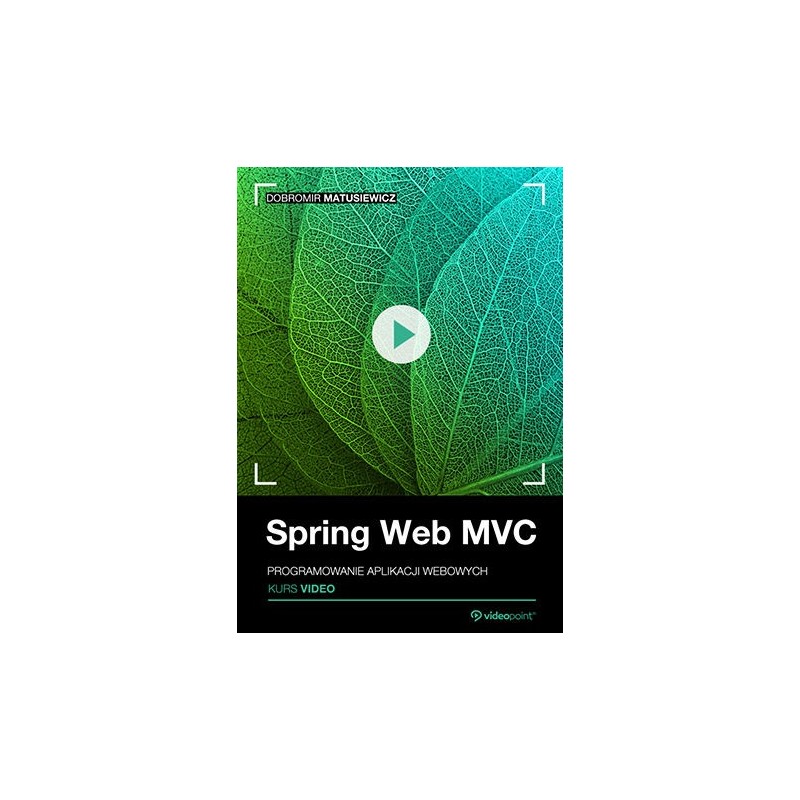 DOBROMIR MATUSIEWICZ
Spring Web MVC
PROGRAMOWANIE APLIKACJI WEBOWYCH
KURS VIDEO
videopoint